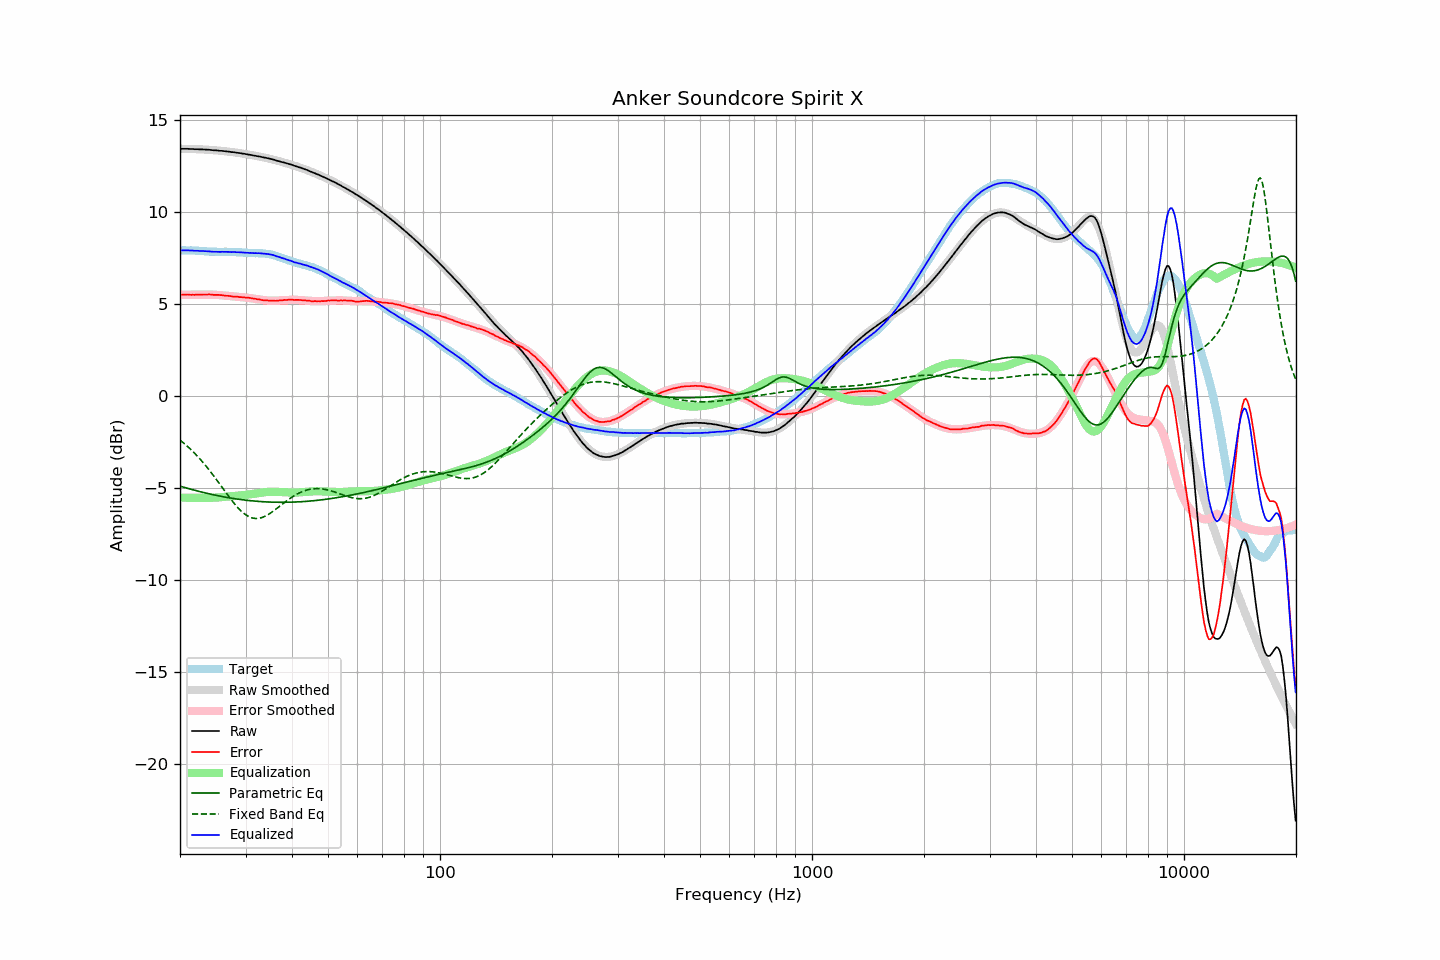 Anker Soundcore Spirit X
Amplitude (dBr)
15
10
5
0
−5
−10
−15
−20
Target
Raw Smoothed
Error Smoothed
Raw
Error
Equalization
Parametric Eq
Fixed Band Eq
Equalized
100
1000
10000
Frequency (Hz)